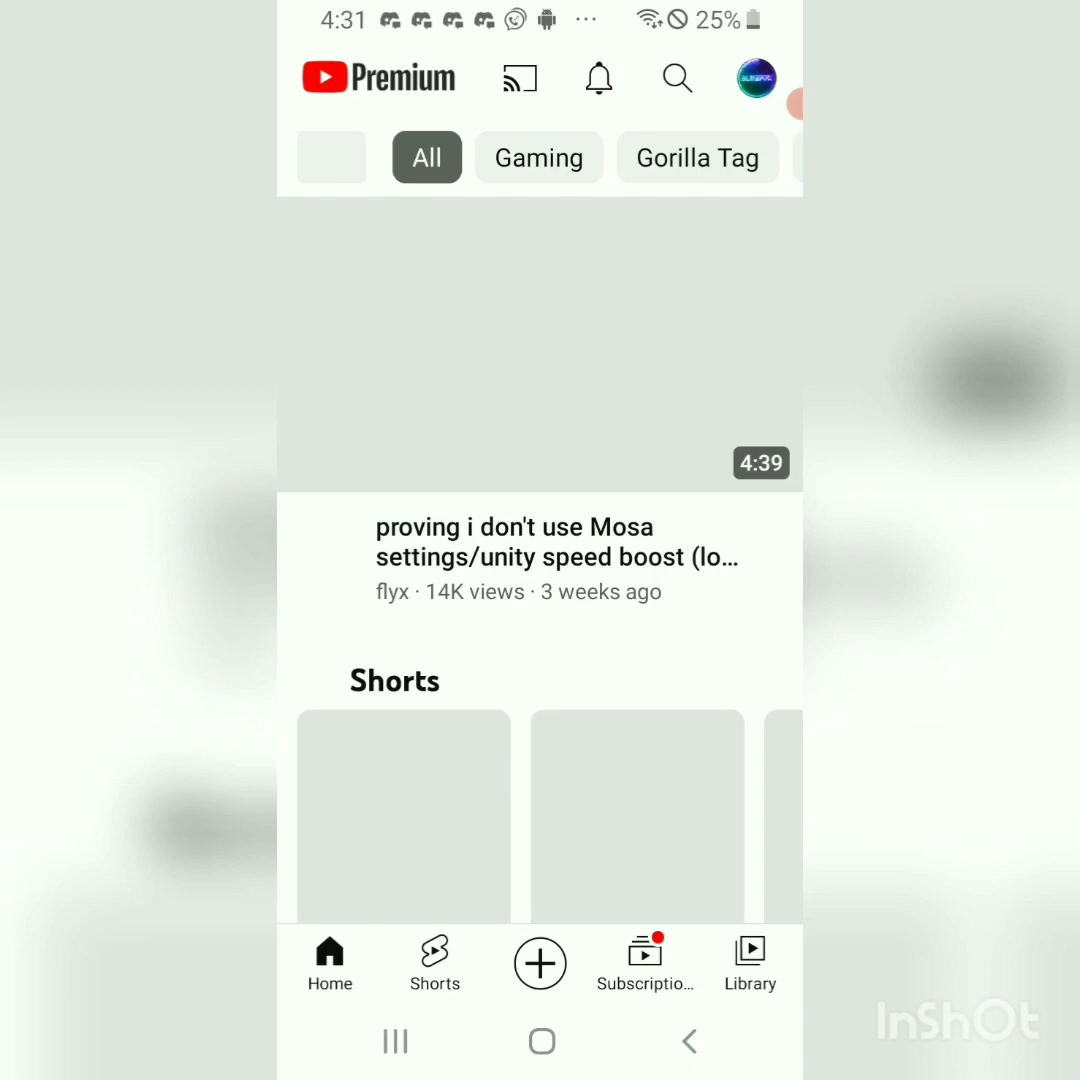 4:31 25%
Premium
All Gaming Gorilla Tag
4:39
proving i don't use Mosa
settings/unity speed boost (lo...
flyx · 14K views · 3 weeks ago
Shorts
Home Shorts Subscriptio... Library
InShOt